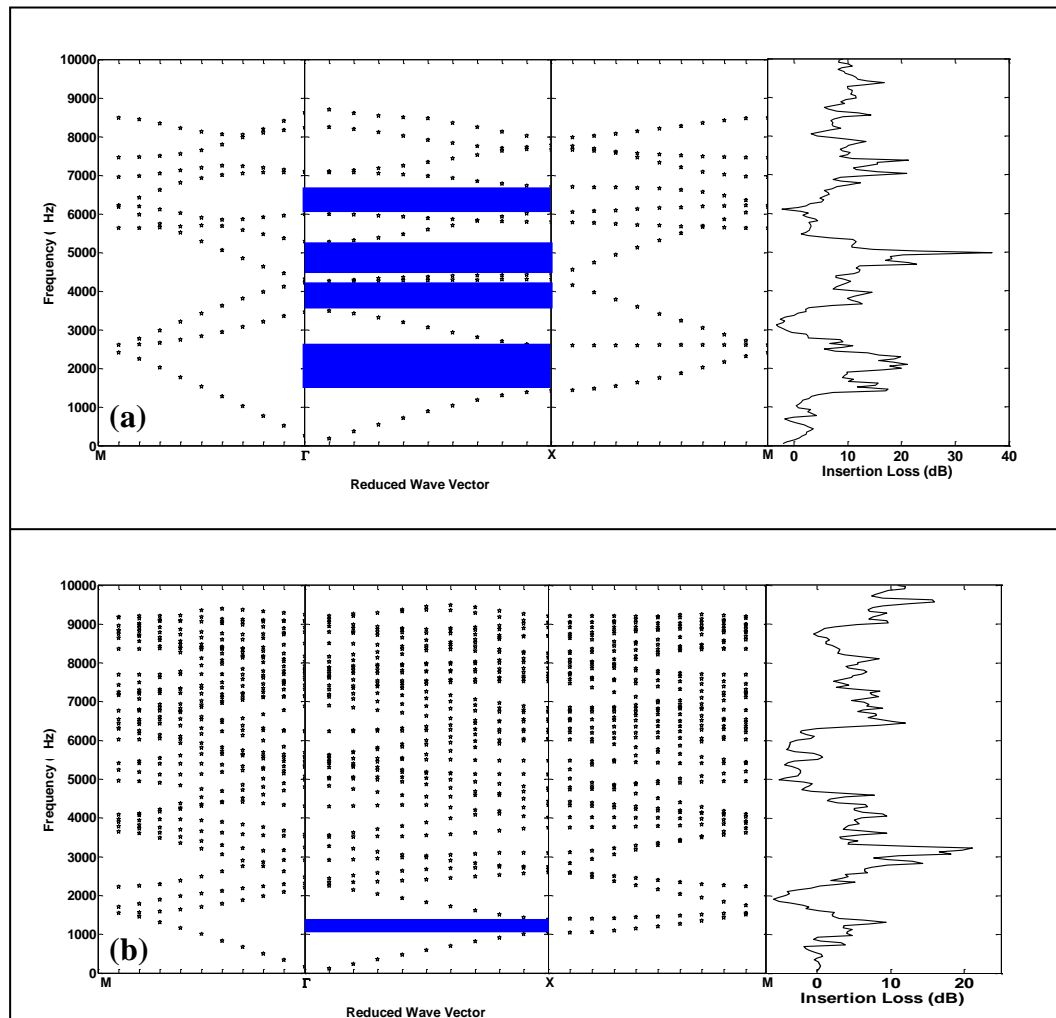 10000
9000
8000
7000
6000
5000
4000
3000
2000
1000
0
Frequency ( Hz)
(a)
M
Γ
X
M
Reduced Wave Vector
0
10
20
30
40
Insertion Loss (dB)
10000
9000
8000
7000
6000
5000
4000
3000
2000
1000
0
Frequency ( Hz)
(b)
M
Γ
X
M
Reduced Wave Vector
0
10
20
Insertion Loss (dB)